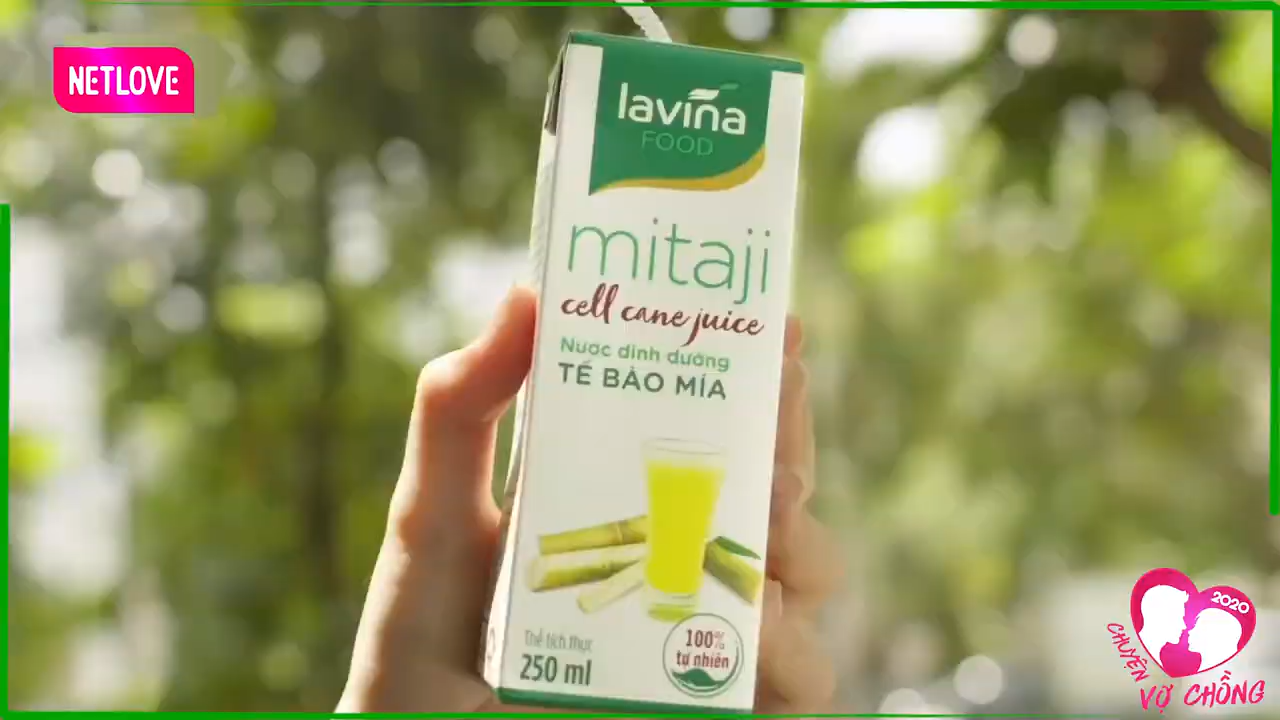 NETLOVE
lavina
FOOD
mitaji
cell cane juice
Nước dinh dưỡng
TẾ BÀO MÍA
Thể tích thực
250 ml
100%
tự nhiên
2020
CHUYỆN
VỢ CHỒNG